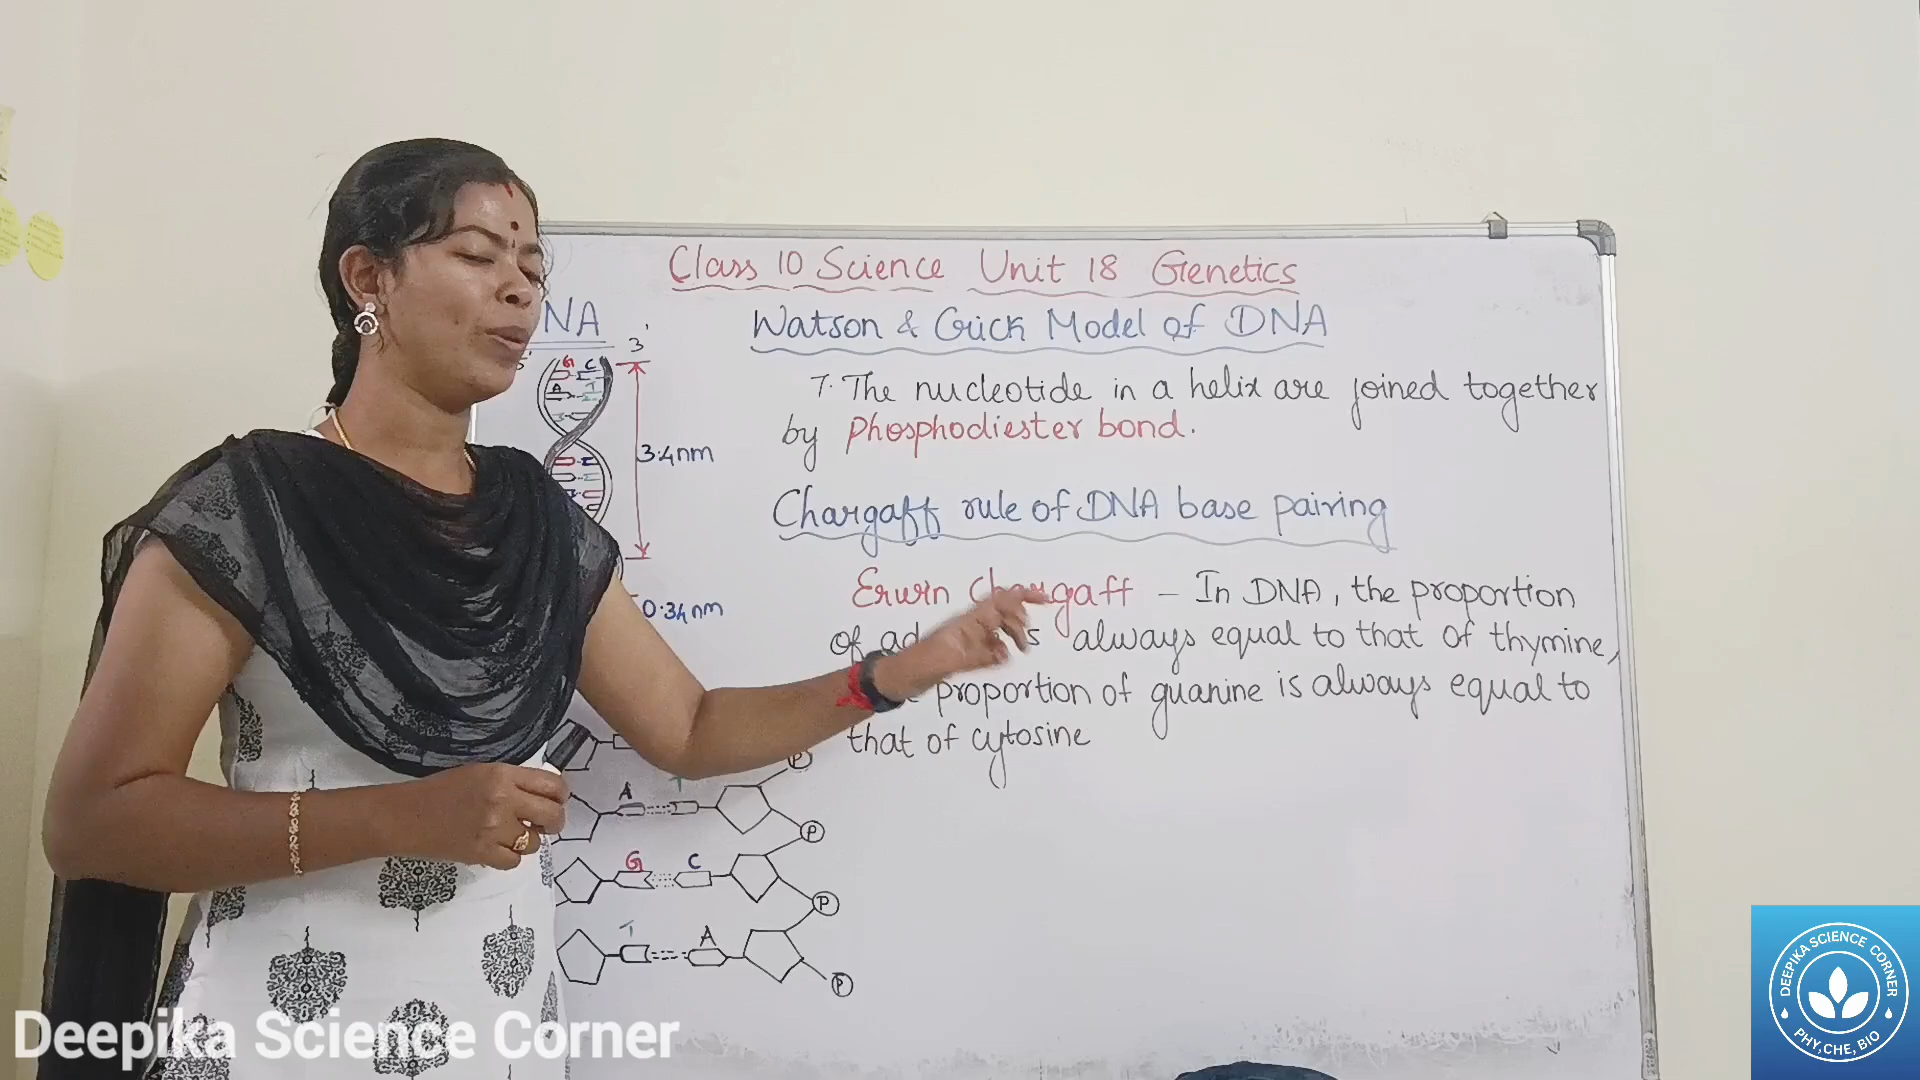 Class 10 Science Unit 18 Genetics
NA
Watson & Crick Model of DNA
3'
5'
G C
A T
7. The nucleotide in a helix are joined together
by Phosphodiester bond.
3.4nm
Chargaff rule of DNA base pairing
Erwin Chargaff – In DNA, the proportion
0.34nm
of always equal to that of thymine,
proportion of guanine is always equal to
that of cytosine
P
A T
P
G C
P
T A
P
Deepika Science Corner
DEEPIKA SCIENCE CORNER
PHY,CHE, BIO